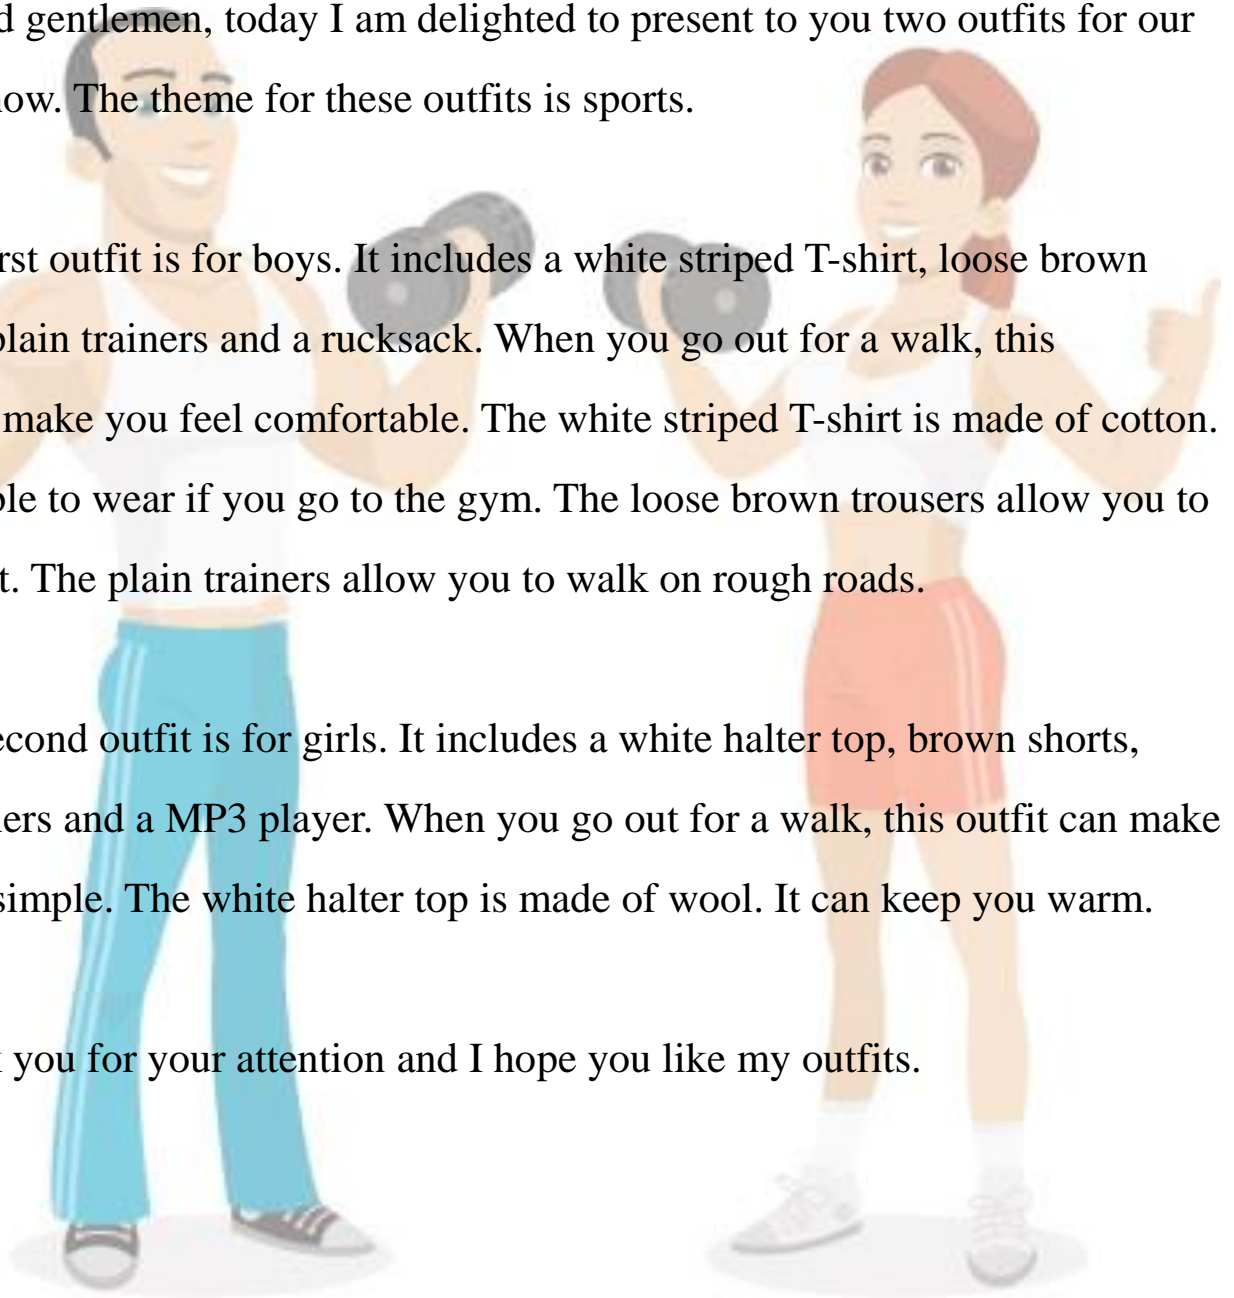 gentlemen, today I am delighted to present to you two outfits for our
The theme for these outfits is sports.
outfit is for boys. It includes a white striped T-shirt, loose brown
plain trainers and a rucksack. When you go out for a walk, this
make you feel comfortable. The white striped T-shirt is made of cotton.
to wear if you go to the gym. The loose brown trousers allow you to
The plain trainers allow you to walk on rough roads.
outfit is for girls. It includes a white halter top, brown shorts,
and a MP3 player. When you go out for a walk, this outfit can make
simple. The white halter top is made of wool. It can keep you warm.
you for your attention and I hope you like my outfits.